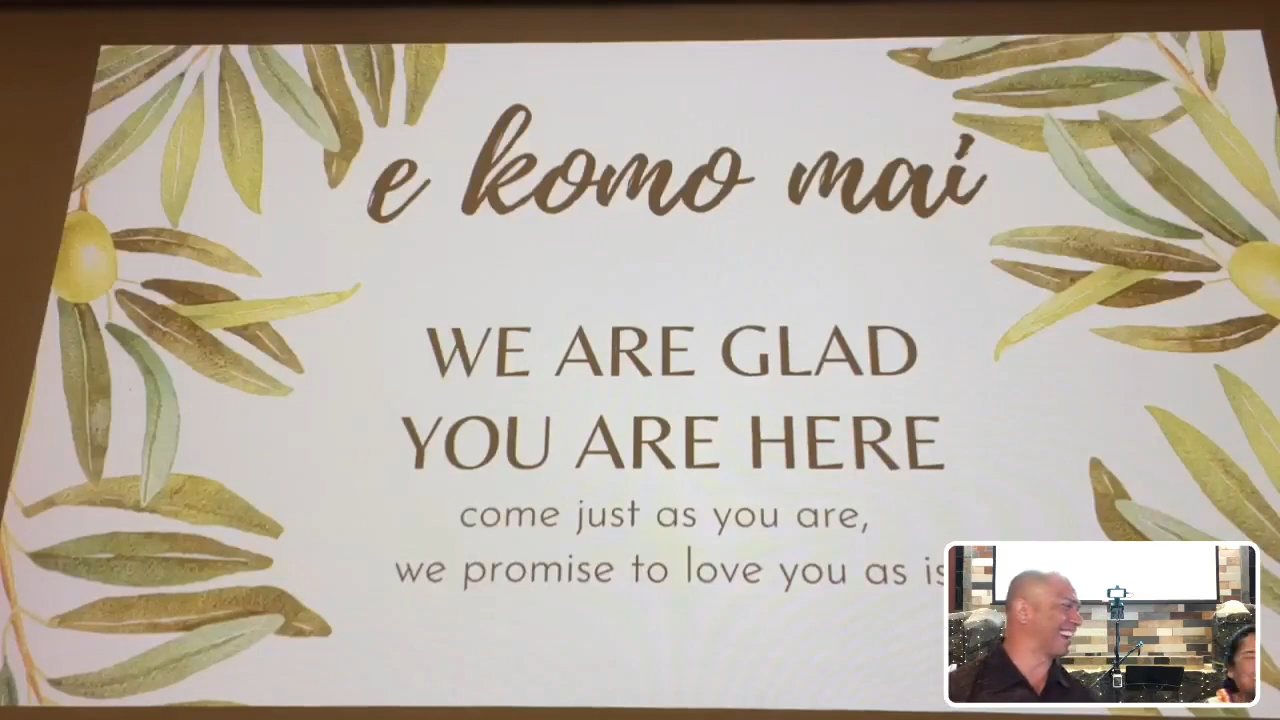 e komo mai
WE ARE GLAD
YOU ARE HERE
come just as you are,
we promise to love you as is